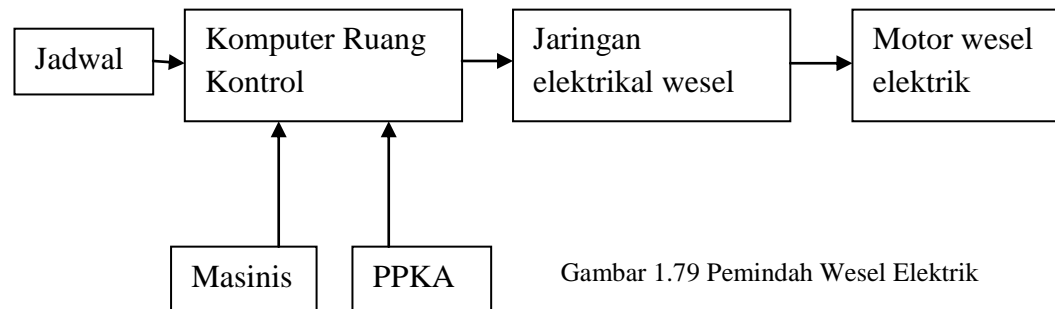 Jadwal
Komputer Ruang
Kontrol
Jaringan
elektrikal wesel
Motor wesel
elektrik
Masinis
PPKA
Gambar 1.79 Pemindah Wesel Elektrik